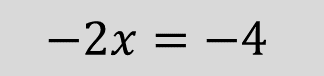 −2x = −4